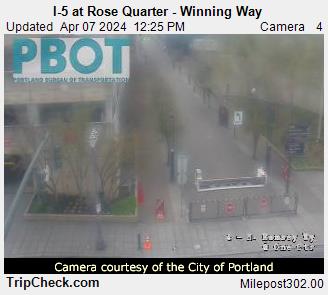 I-5 at Rose Quarter - Winning Way
Updated Apr 07 2024 12:25 PM Camera 4
PBOT
PORTLAND BUREAU OF TRANSPORTATION
Camera courtesy of the City of Portland
TripCheck.com Milepost302.00